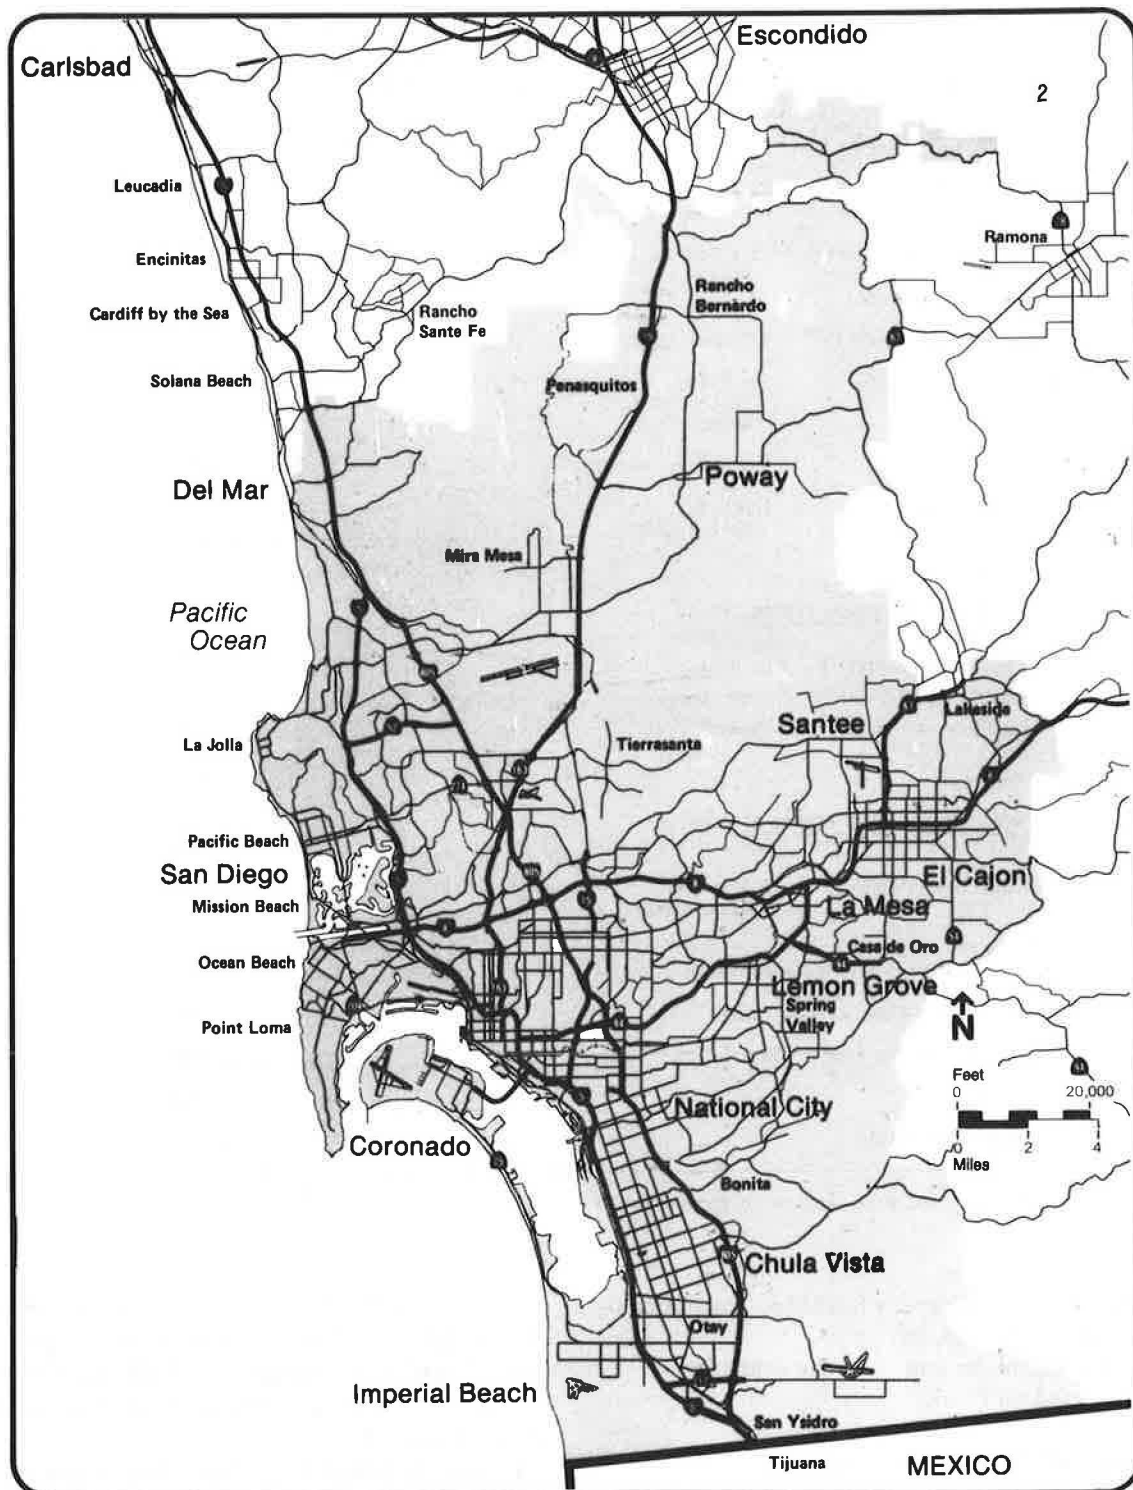 Escondido
Carlsbad
2
Leucadia
Ramona
Encinitas
Rancho
Bernardo
Cardiff by the Sea
Rancho
Sante Fe
Solana Beach
Penasquitos
Poway
Del Mar
Mira Mesa
Pacific
Ocean
Lakeside
Santee
La Jolla
Tierrasanta
Pacific Beach
San Diego
El Cajon
Mission Beach
La Mesa
Casa de Oro
Ocean Beach
Lemon Grove
Spring
Valley
Point Loma
N
Feet
0 20,000
National City
0 2 4
Miles
Coronado
Bonita
Chula Vista
Otay
Imperial Beach
San Ysidro
Tijuana
MEXICO